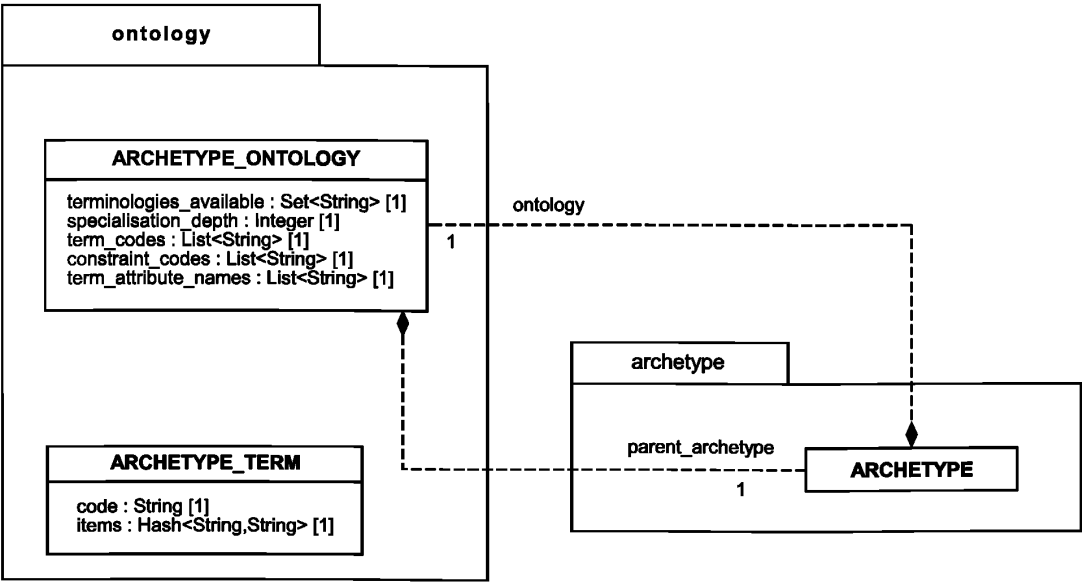 ontology
ARCHETYPE_ONTOLOGY
terminologies_available : Set<String> [1]
specialisation_depth : Integer [1]
term_codes : List<String> [1]
constraint_codes : List<String> [1]
term_attribute_names : List<String> [1]
ontology
1
archetype
parent_archetype
1
ARCHETYPE
ARCHETYPE_TERM
code : String [1]
items : Hash<String,String> [1]